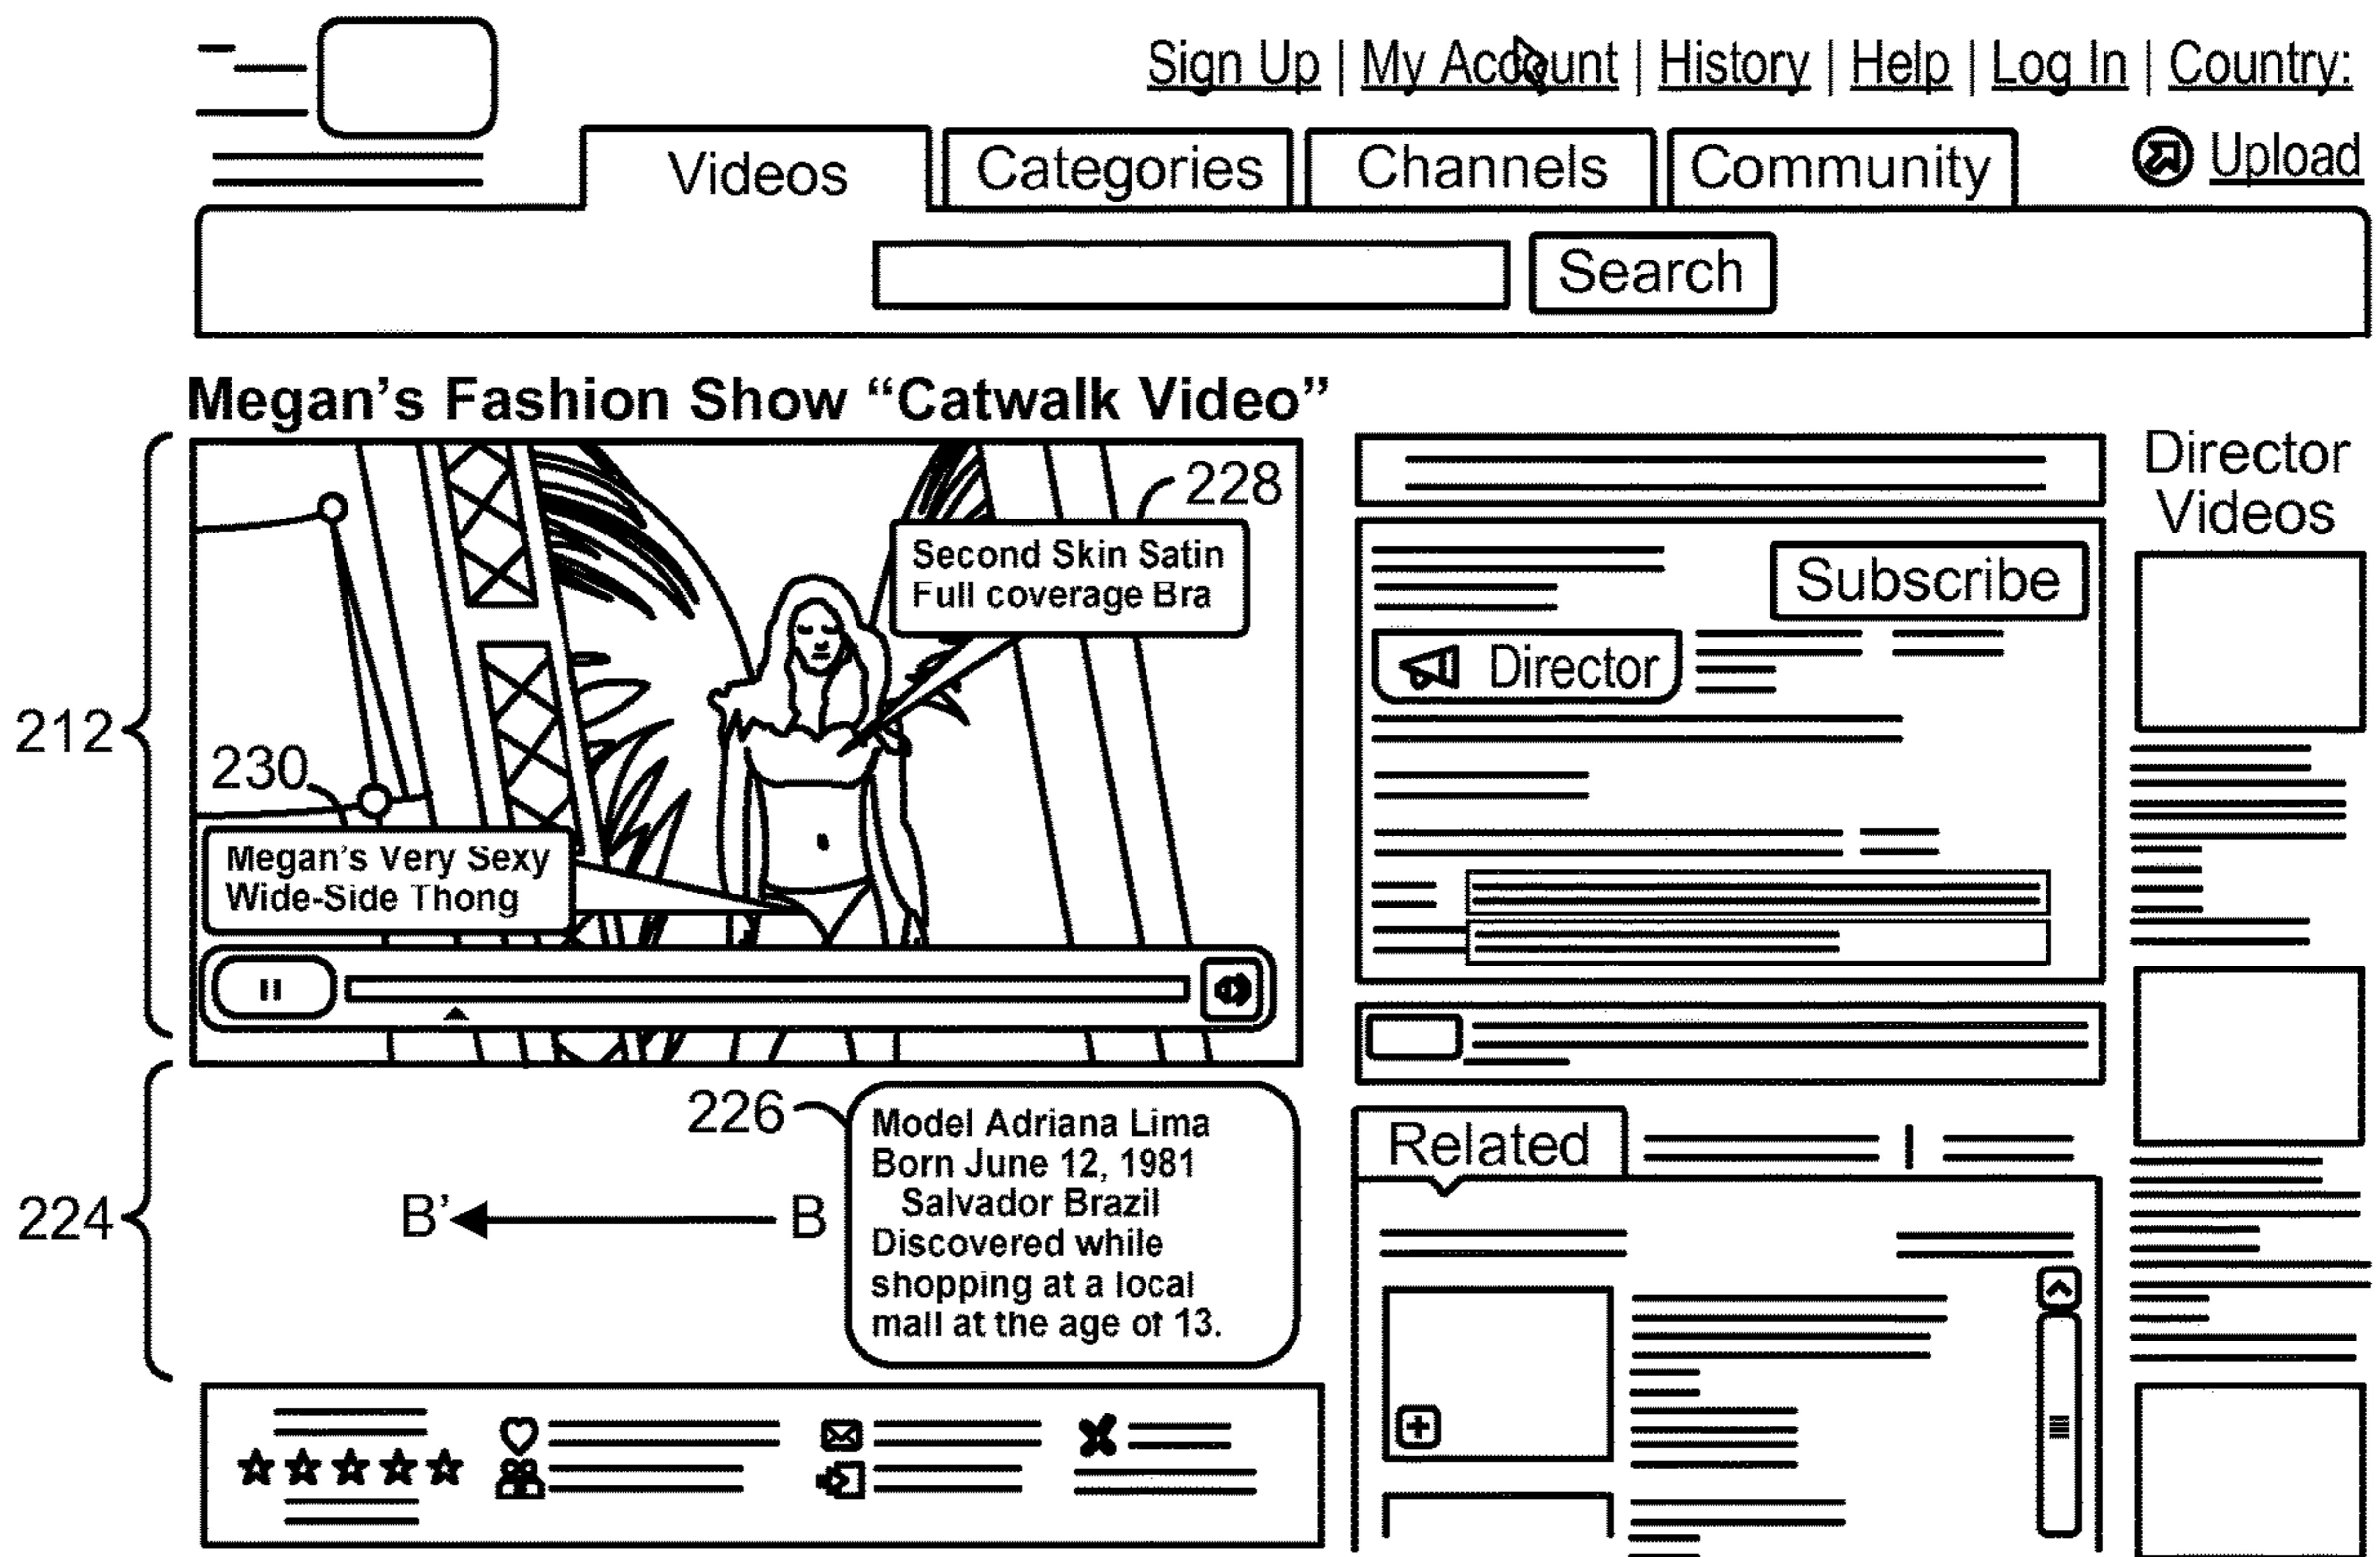 Sign Up | My Account | History | Help | Log In | Country:
Videos
Categories
Channels
Community
Upload
Search
Megan's Fashion Show “Catwalk Video”
212
228
Second Skin Satin
Full coverage Bra
230
Megan's Very Sexy
Wide-Side Thong
Subscribe
Director
Director
Videos
224
226
Model Adriana Lima
Born June 12, 1981
Salvador Brazil
Discovered while
shopping at a local
mall at the age of 13.
B' B
Related